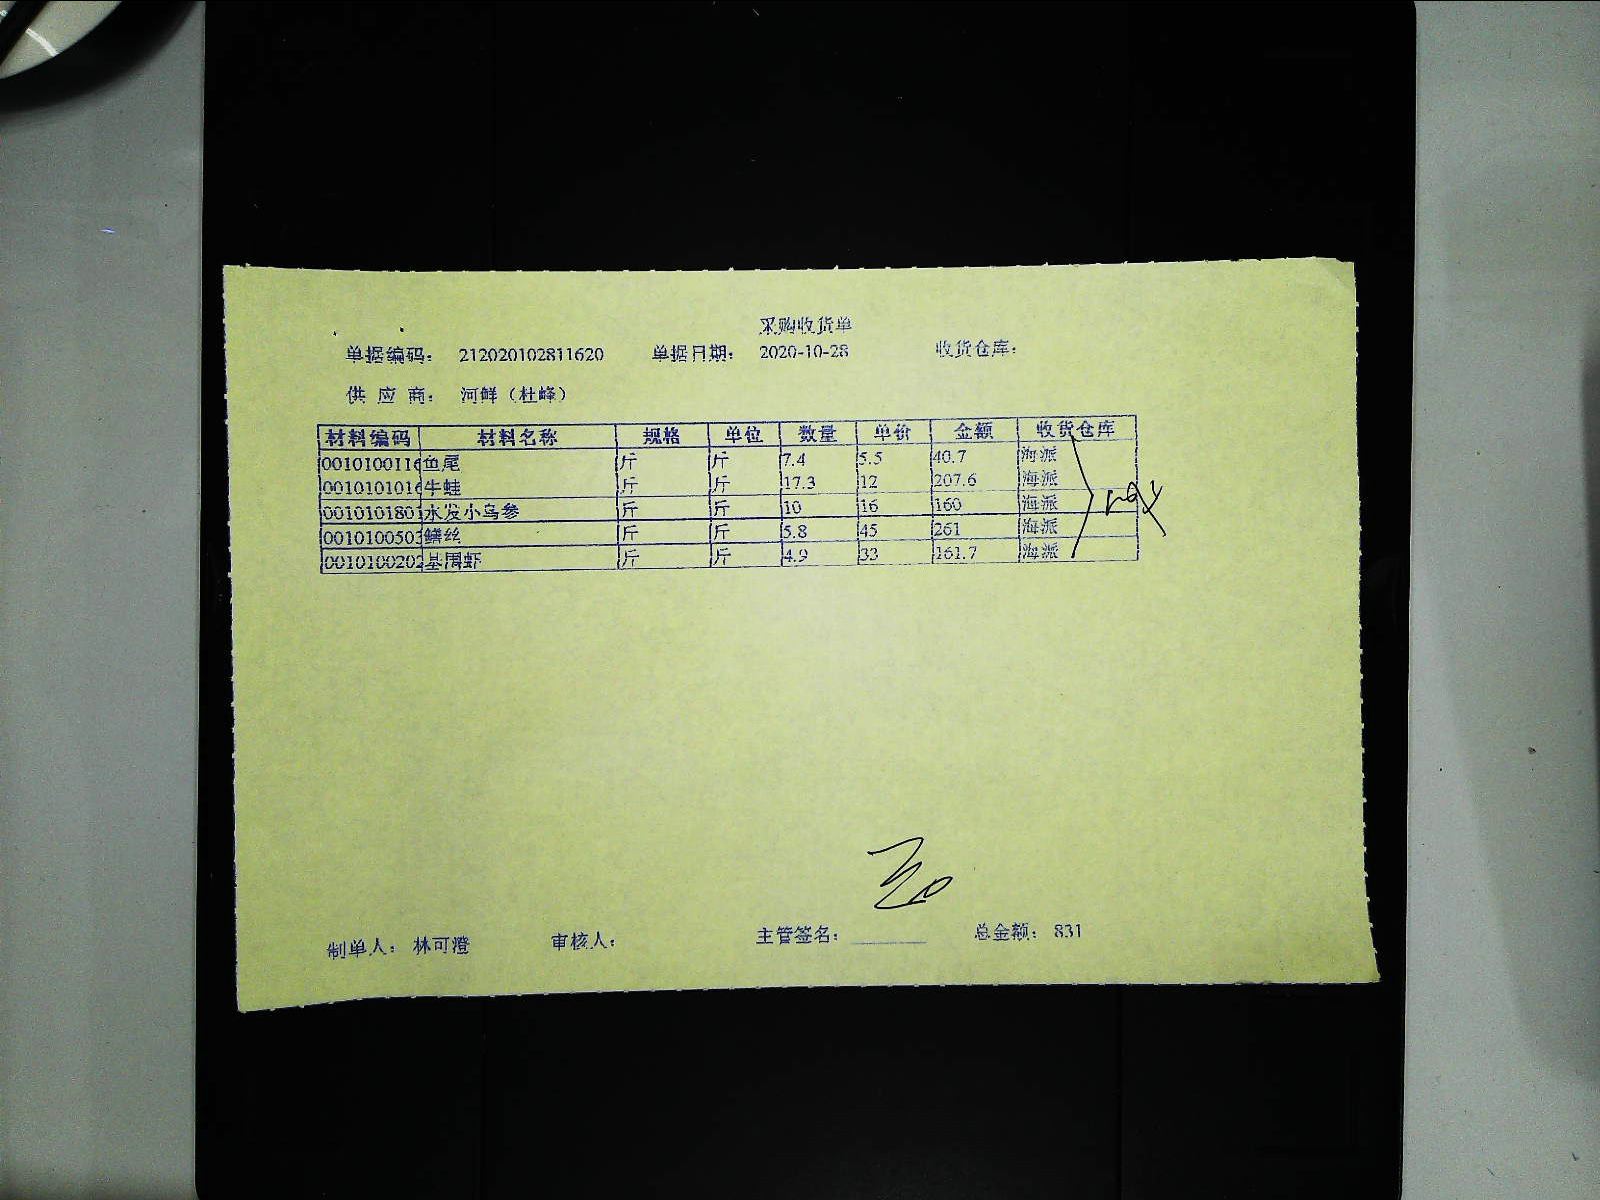 采购收货单
单据编码： 212020102811620 单据日期： 2020-10-28 收货仓库：
供 应 商： 河鲜（杜峰）
材料编码 材料名称 规格 单位 数量 单价 金额 收货仓库
0010100116 鱼尾 斤 斤 7.4 5.5 40.7 海派
0010101016 牛蛙 斤 斤 17.3 12 207.6 海派
0010101801 水发小乌参 斤 斤 10 16 160 海派
0010100503 鳝丝 斤 斤 5.8 45 261 海派
0010100202 基围虾 斤 斤 4.9 33 161.7 海派
制单人： 林可澄 审核人： 主管签名： 总金额： 831